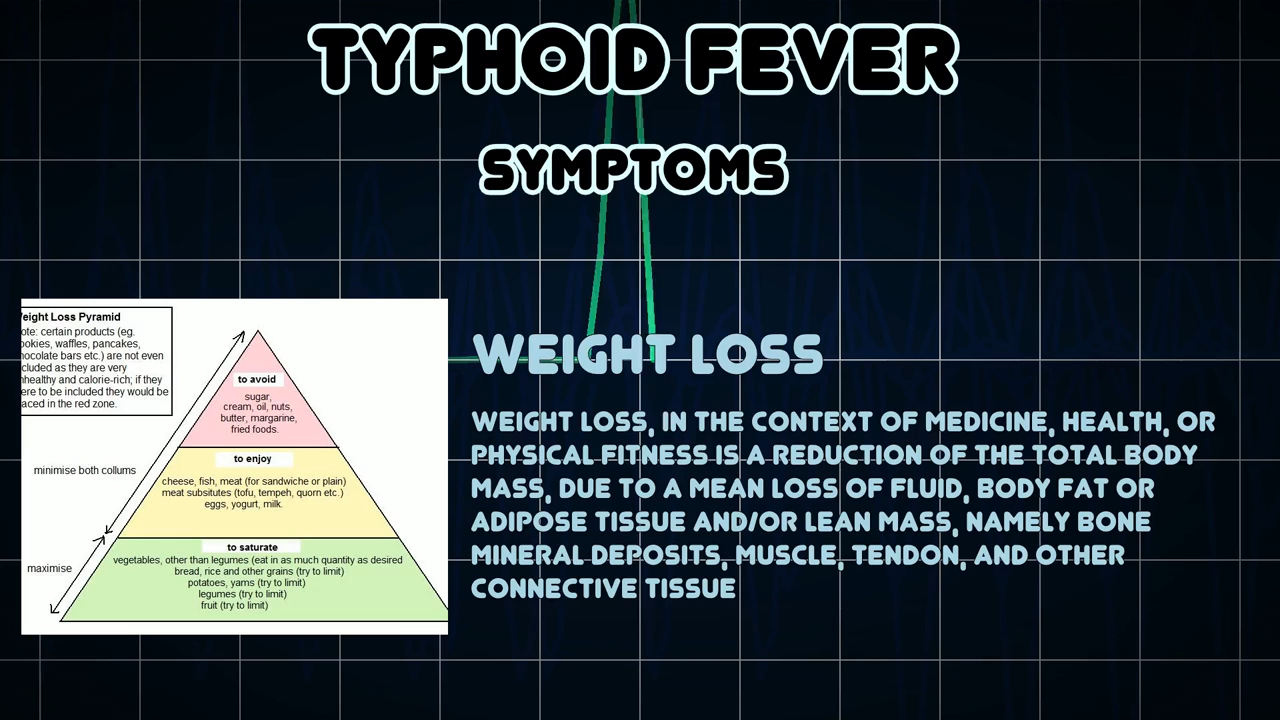 TYPHOID FEVER
SYMPTOMS
Weight Loss Pyramid
certain products (eg.
waffles, pancakes,
bars etc.) are not even
as they are very
and calorie-rich; if they
to be included they would be
in the red zone.
to avoid
sugar,
cream, oil, nuts,
butter, margarine,
fried foods.
minimise both collums
to enjoy
cheese, fish, meat (for sandwiche or plain)
meat subsitutes (tofu, tempeh, quorn etc.)
eggs, yogurt, milk.
maximise
to saturate
vegetables, other than legumes (eat in as much quantity as desired
bread, rice and other grains (try to limit)
potatoes, yams (try to limit)
legumes (try to limit)
fruit (try to limit)
WEIGHT LOSS
WEIGHT LOSS, IN THE CONTEXT OF MEDICINE, HEALTH, OR
PHYSICAL FITNESS IS A REDUCTION OF THE TOTAL BODY
MASS, DUE TO A MEAN LOSS OF FLUID, BODY FAT OR
ADIPOSE TISSUE AND/OR LEAN MASS, NAMELY BONE
MINERAL DEPOSITS, MUSCLE, TENDON, AND OTHER
CONNECTIVE TISSUE